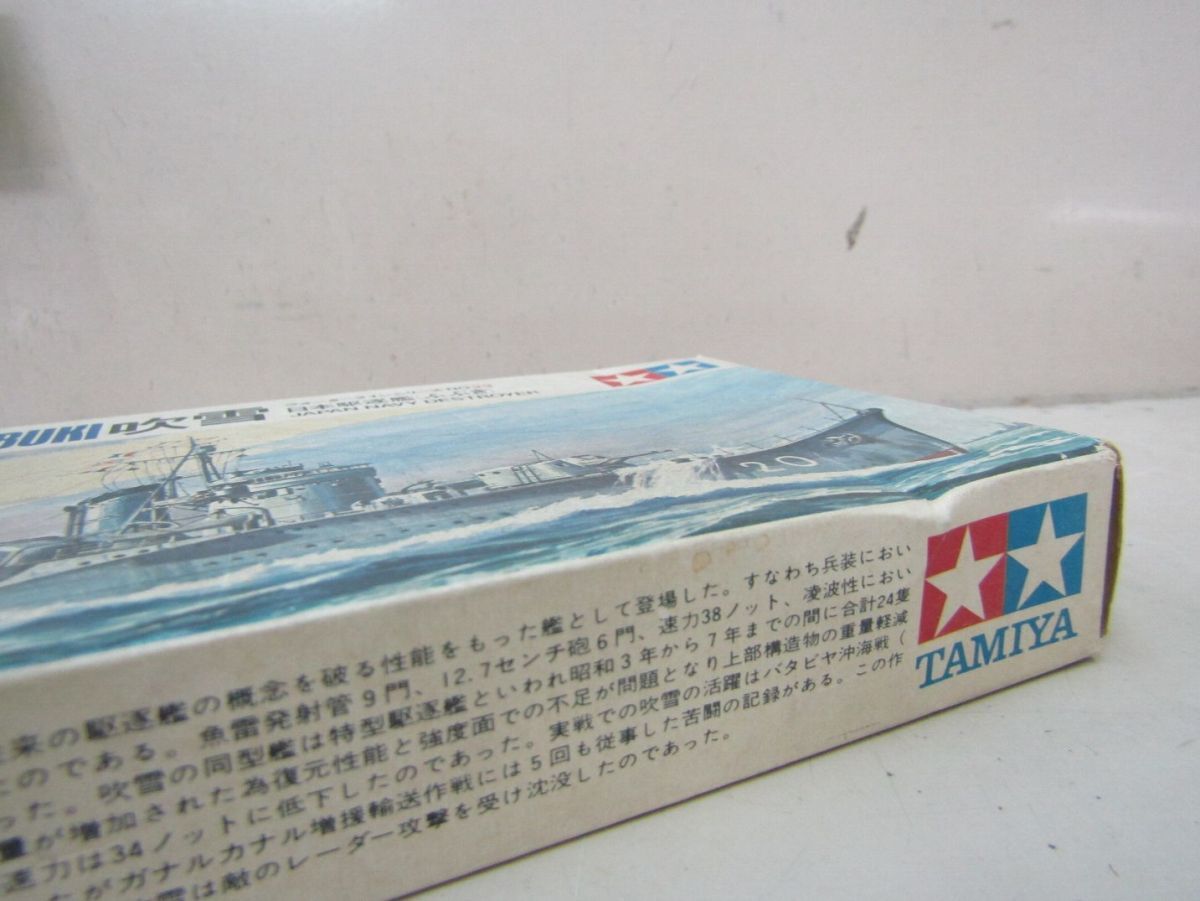 BUKI吹雪
日本駆逐艦 ふぶき
JAPAN NAVY DESTROYER
20
来の駆逐艦の概念を破る性能をもった艦として登場した。すなわち兵装におい
のである。魚雷発射管9門、12.7センチ砲6門、速力38ノット、凌波性におい
った。吹雪の同型艦は特型駆逐艦といわれ昭和3年から7年までの間に合計24隻
量が増加された為復元性能と強度面での不足が問題となり上部構造物の重量軽減
速力は34ノットに低下したのであった。実戦での吹雪の活躍はバタビヤ沖海戦(
たがガナルカナル増援輸送作戦には5回も従事した苦闘の記録がある。この作
雪は敵のレーダー攻撃を受け沈没したのであった。
TAMIYA